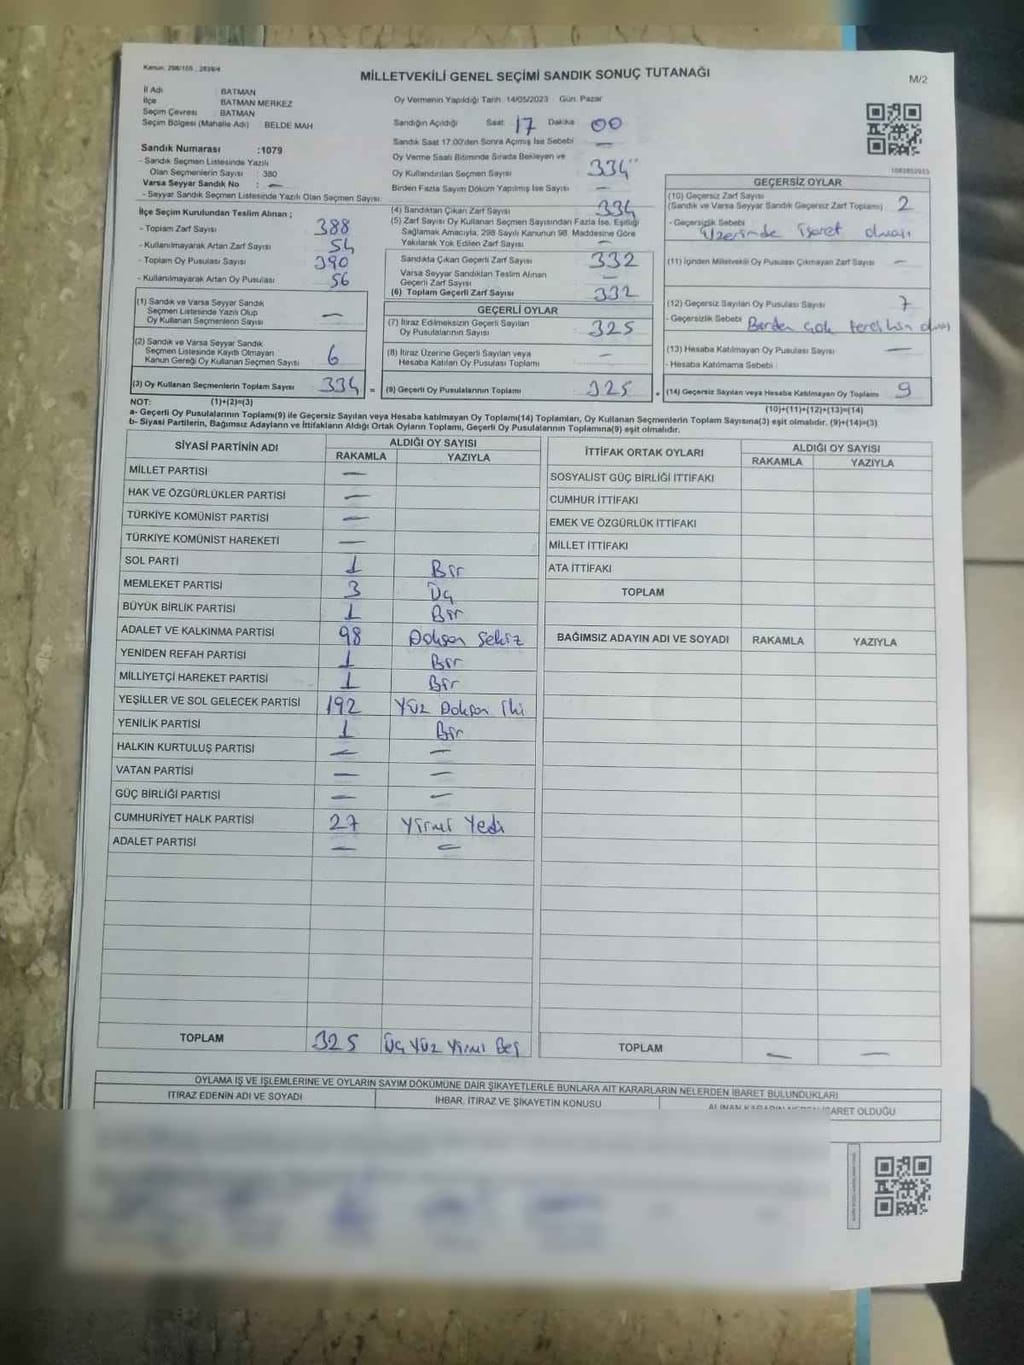 Kanun: 298/105 , 2839/4
MİLLETVEKİLİ GENEL SEÇİMİ SANDIK SONUÇ TUTANAĞI
M/2
İl Adı BATMAN
İlçe BATMAN MERKEZ
Seçim Çevresi BATMAN
Seçim Bölgesi (Mahalle Adı) BELDE MAH
Sandık Numarası :1079
- Sandık Seçmen Listesinde Yazılı
Olan Seçmenlerin Sayısı : 380
Varsa Seyyar Sandık No : —
- Seyyar Sandık Seçmen Listesinde Yazılı Olan Seçmen Sayısı:
Oy Vermenin Yapıldığı Tarih: 14/05/2023 Gün: Pazar
Sandığın Açıldığı Saat 17 Dakika 00
Sandık Saat 17:00'den Sonra Açımış İse Sebebi —
Oy Verme Saati Bitiminde Sırada Bekleyen ve
Oy Kullandırılan Seçmen Sayısı 334
Birden Fazla Sayım Döküm Yapılmış İse Sayısı —
İlçe Seçim Kurulundan Teslim Alınan ;
- Toplam Zarf Sayısı 388
- Kullanılmayarak Artan Zarf Sayısı 54
- Toplam Oy Pusulası Sayısı 390
- Kullanılmayarak Artan Oy Pusulası 56
(1) Sandık ve Varsa Seyyar Sandık
Seçmen Listesinde Yazılı Olup
Oy Kullanan Seçmenlerin Sayısı —
(2) Sandık ve Varsa Seyyar Sandık
Seçmen Listesinde Kayıtlı Olmayan
Kanun Gereği Oy Kullanan Seçmen Sayısı 6
(3) Oy Kullanan Seçmenlerin Toplam Sayısı 334 =
(4) Sandıktan Çıkan Zarf Sayısı 334
(5) Zarf Sayısı Oy Kullanan Seçmen Sayısından Fazla İse, Eşitliği
Sağlamak Amacıyla, 298 Sayılı Kanunun 98. Maddesine Göre
Yakılarak Yok Edilen Zarf Sayısı —
Sandıkta Çıkan Geçerli Zarf Sayısı 332
Varsa Seyyar Sandıktan Teslim Alınan
Geçerli Zarf Sayısı —
(6) Toplam Geçerli Zarf Sayısı 332
GEÇERLİ OYLAR
(7) İtiraz Edilmeksizin Geçerli Sayılan
Oy Pusulalarının Sayısı 325
(8) İtiraz Üzerine Geçerli Sayılan veya
Hesaba Katılan Oy Pusulası Toplamı —
(9) Geçerli Oy Pusulalarının Toplamı 325
1082852915
GEÇERSİZ OYLAR
(10) Geçersiz Zarf Sayısı
(Sandık ve Varsa Seyyar Sandık Geçersiz Zarf Toplamı) 2
- Geçersizlik Sebebi : Üzerinde İşaret olması
(11) İçinden Milletvekili Oy Pusulası Çıkmayan Zarf Sayısı —
(12) Geçersiz Sayılan Oy Pusulası Sayısı 7
- Geçersizlik Sebebi : Birden çok tercihin olması
(13) Hesaba Katılmayan Oy Pusulası Sayısı —
- Hesaba Katılmama Sebebi :
(14) Geçersiz Sayılan veya Hesaba Katılmayan Oy Toplamı 9
NOT: (1)+(2)=(3) (10)+(11)+(12)+(13)=(14)
a- Geçerli Oy Pusulalarının Toplamı(9) ile Geçersiz Sayılan veya Hesaba katılmayan Oy Toplam(14) Toplamları, Oy Kullanan Seçmenlerin Toplam Sayısına(3) eşit olmalıdır. (9)+(14)=(3)
b- Siyasi Partilerin, Bağımsız Adayların ve İttifakların Aldığı Ortak Oyların Toplamı, Geçerli Oy Pusulalarının Toplamına(9) eşit olmalıdır.
SİYASİ PARTİNİN ADI ALDIĞI OY SAYISI
RAKAMLA YAZIYLA
MİLLET PARTİSİ —
HAK VE ÖZGÜRLÜKLER PARTİSİ —
TÜRKİYE KOMÜNİST PARTİSİ —
TÜRKİYE KOMÜNİST HAREKETİ —
SOL PARTİ 1 Bir
MEMLEKET PARTİSİ 3 Üç
BÜYÜK BİRLİK PARTİSİ 1 Bir
ADALET VE KALKINMA PARTİSİ 98 Doksan Sekiz
YENİDEN REFAH PARTİSİ 1 Bir
MİLLİYETÇİ HAREKET PARTİSİ 1 Bir
YEŞİLLER VE SOL GELECEK PARTİSİ 192 Yüz Doksan İki
YENİLİK PARTİSİ 1 Bir
HALKIN KURTULUŞ PARTİSİ — —
VATAN PARTİSİ — —
GÜÇ BİRLİĞİ PARTİSİ — —
CUMHURİYET HALK PARTİSİ 27 Yirmi Yedi
ADALET PARTİSİ — —
TOPLAM 325 Üç Yüz Yirmi Beş
İTTİFAK ORTAK OYLARI ALDIĞI OY SAYISI
RAKAMLA YAZIYLA
SOSYALİST GÜÇ BİRLİĞİ İTTİFAKI
CUMHUR İTTİFAKI
EMEK VE ÖZGÜRLÜK İTTİFAKI
MİLLET İTTİFAKI
ATA İTTİFAKI
TOPLAM
BAĞIMSIZ ADAYIN ADI VE SOYADI RAKAMLA YAZIYLA
TOPLAM — —
OYLAMA İŞ VE İŞLEMLERİNE VE OYLARIN SAYIM DÖKÜMÜNE DAİR ŞİKAYETLERLE BUNLARA AİT KARARLARIN NELERDEN İBARET BULUNDUKLARI
İTİRAZ EDENİN ADI VE SOYADI İHBAR, İTİRAZ VE ŞİKAYETİN KONUSU ALINAN KARARIN NEDEN İBARET OLDUĞU